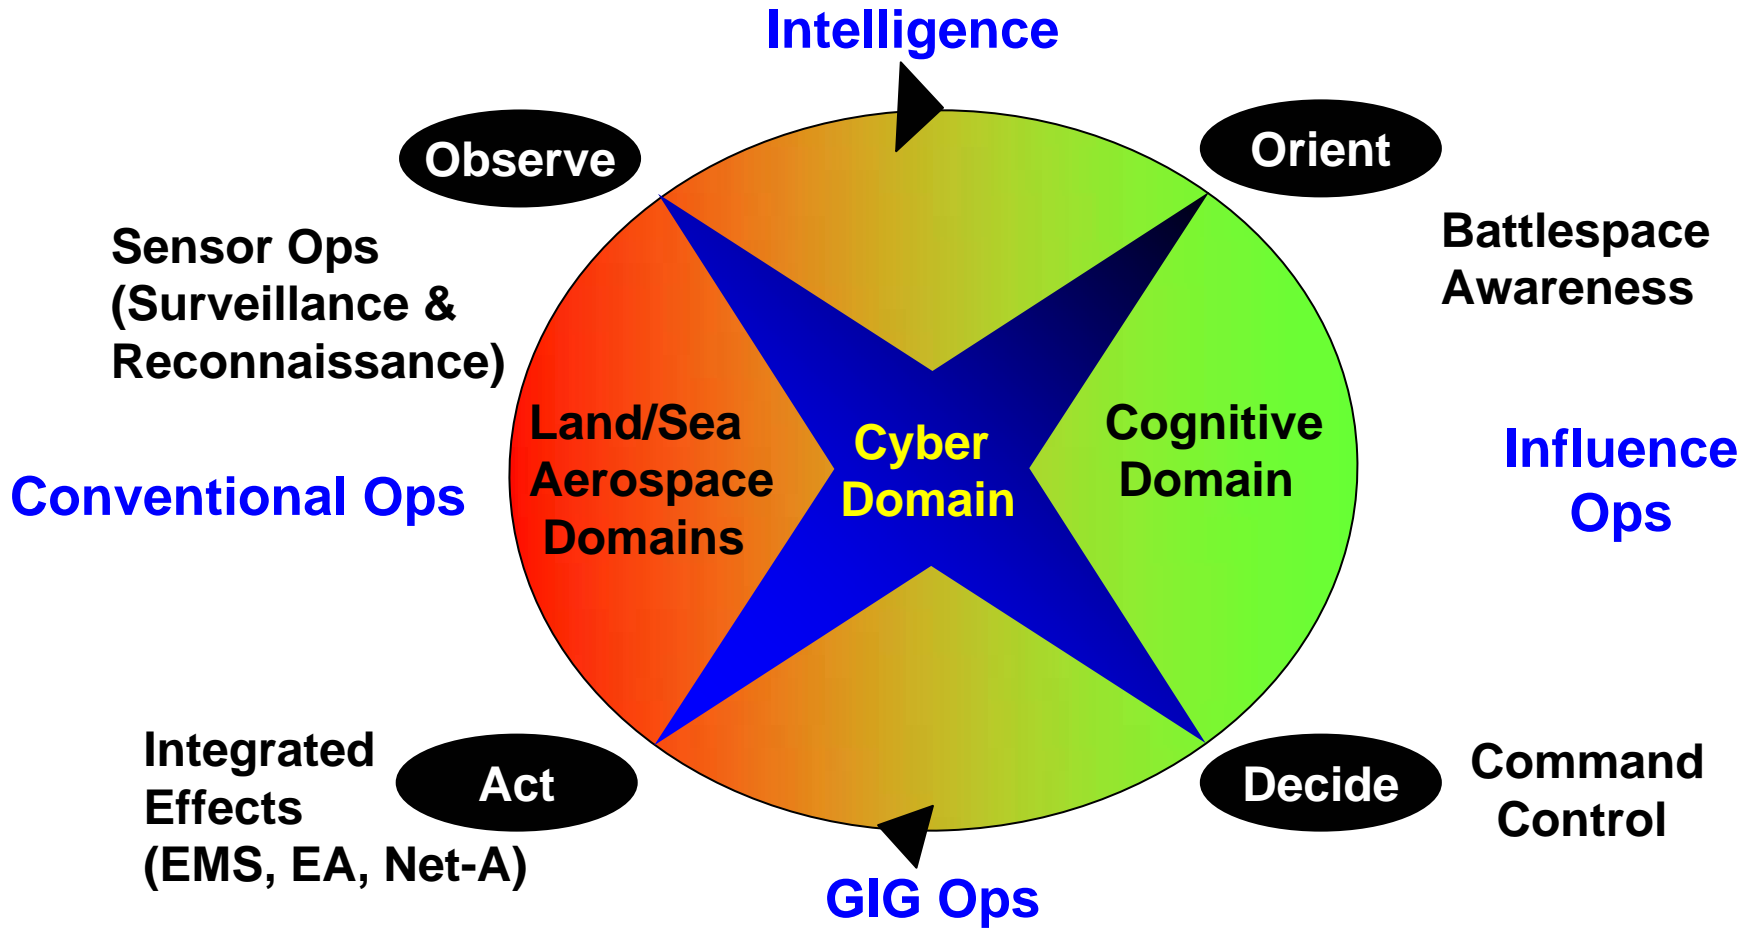 Intelligence
Observe
Orient
Sensor Ops
(Surveillance &
Reconnaissance)
Battlespace
Awareness
Conventional Ops
Land/Sea
Aerospace
Domains
Cyber
Domain
Cognitive
Domain
Influence
Ops
Integrated
Effects
(EMS, EA, Net-A)
Act
Decide
Command
Control
GIG Ops